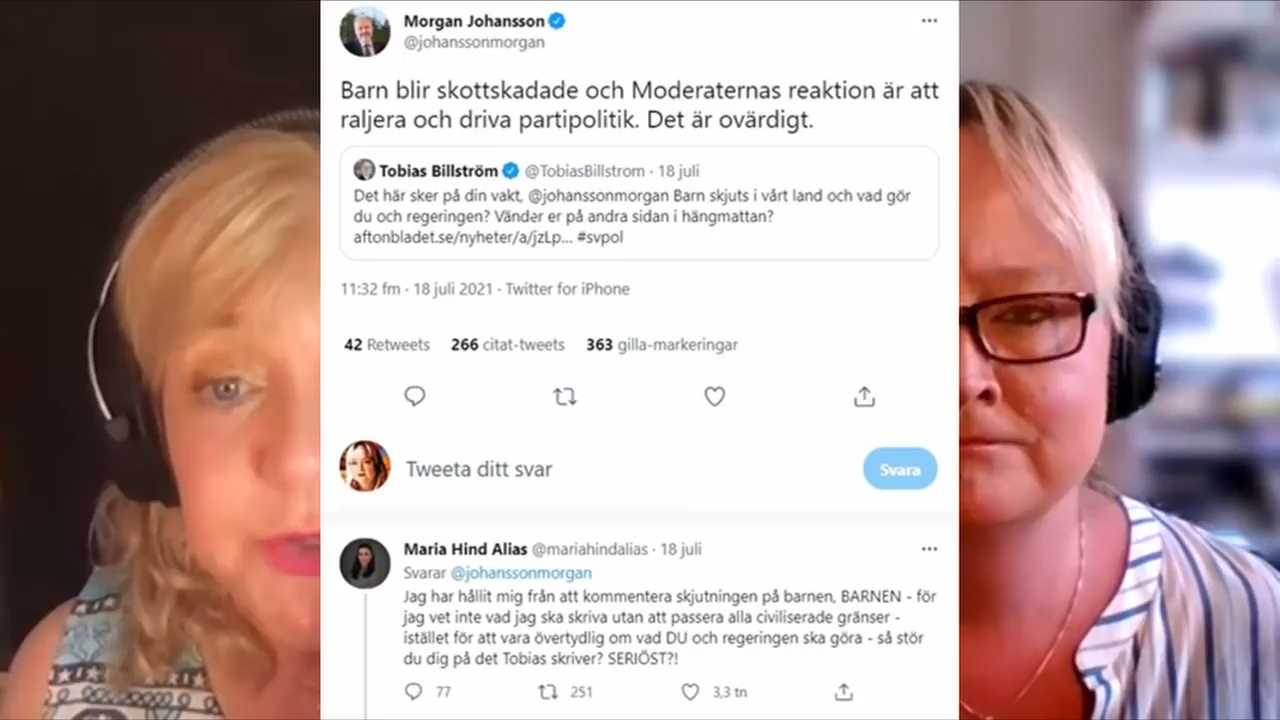 Morgan Johansson
@johanssonmorgan
Barn blir skottskadade och Moderaternas reaktion är att
raljera och driva partipolitik. Det är ovärdigt.
Tobias Billström @TobiasBillstrom · 18 juli
Det här sker på din vakt, @johanssonmorgan Barn skjuts i vårt land och vad gör
du och regeringen? Vänder er på andra sidan i hängmattan?
aftonbladet.se/nyheter/a/jzLp... #svpol
11:32 fm · 18 juli 2021 · Twitter for iPhone
42 Retweets 266 citat-tweets 363 gilla-markeringar
Tweeta ditt svar
Svara
Maria Hind Alias @mariahindalias · 18 juli
Svarar @johanssonmorgan
Jag har hållit mig från att kommentera skjutningen på barnen, BARNEN - för
jag vet inte vad jag ska skriva utan att passera alla civiliserade gränser -
istället för att vara övertydlig om vad DU och regeringen ska göra - så stör
du dig på det Tobias skriver? SERIÖST?!
77 251 3,3 tn